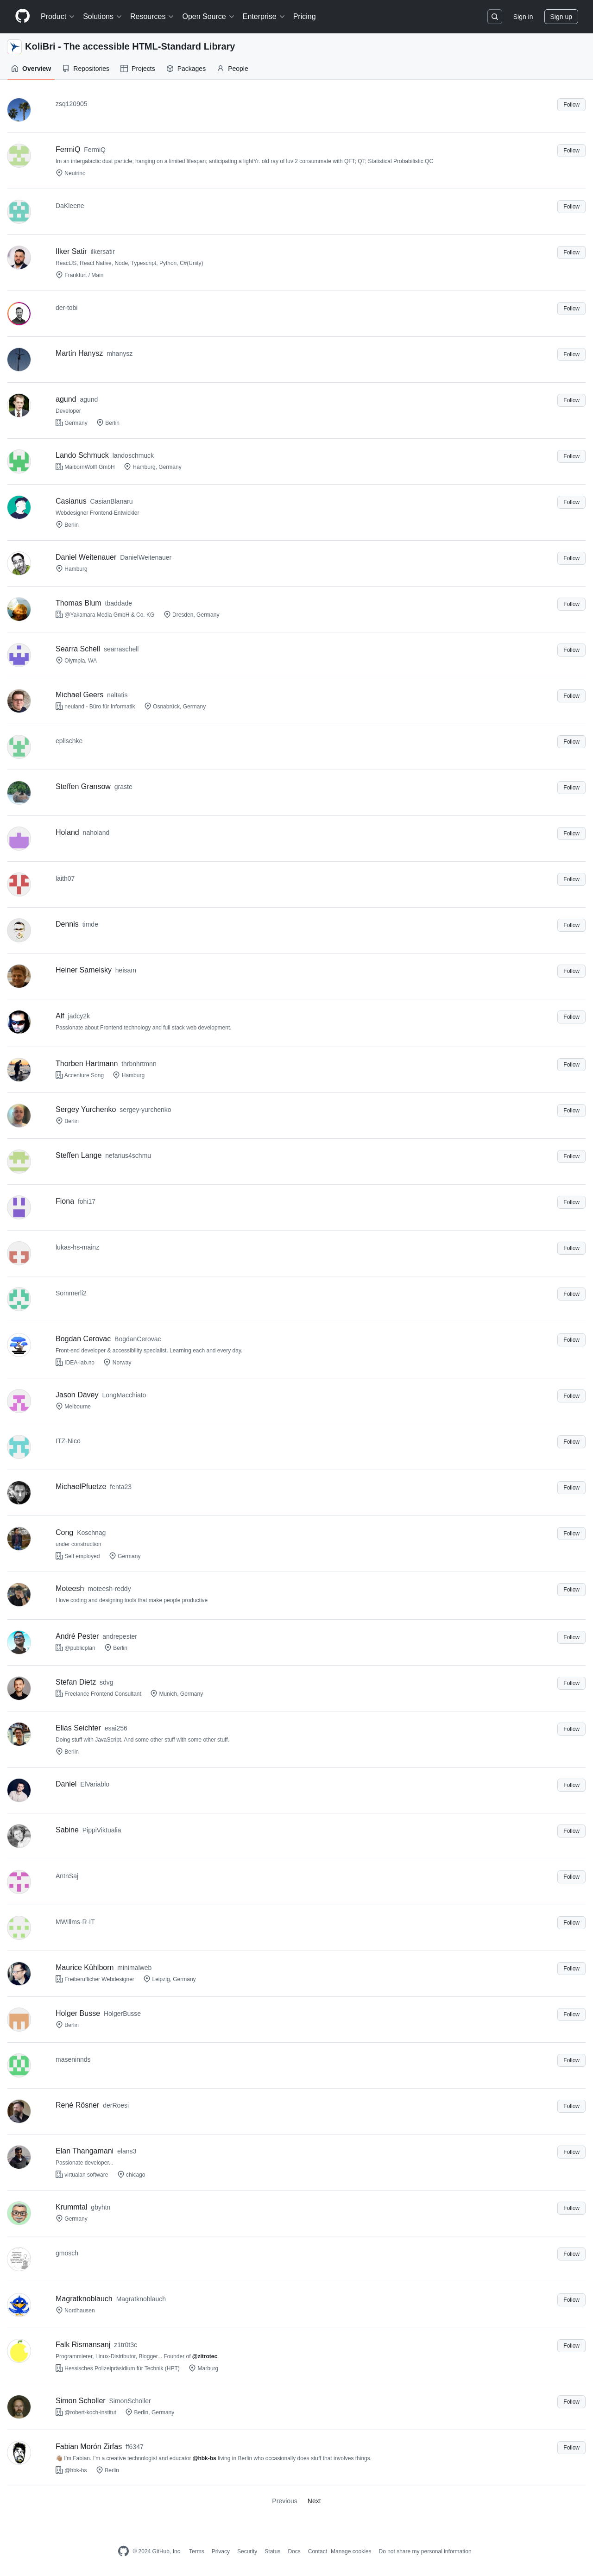 Product Solutions Resources Open Source Enterprise Pricing Sign in Sign up
KoliBri - The accessible HTML-Standard Library
Overview Repositories Projects Packages People
zsq120905 Follow
FermiQ FermiQ Follow
Im an intergalactic dust particle; hanging on a limited lifespan; anticipating a lightYr. old ray of luv 2 consummate with QFT; QT; Statistical Probabilistic QC
Neutrino
DaKleene Follow
Ilker Satir ilkersatir Follow
ReactJS, React Native, Node, Typescript, Python, C#(Unity)
Frankfurt / Main
der-tobi Follow
Martin Hanysz mhanysz Follow
agund agund Follow
Developer
Germany Berlin
Lando Schmuck landoschmuck Follow
MaibornWolff GmbH Hamburg, Germany
Casianus CasianBlanaru Follow
Webdesigner Frontend-Entwickler
Berlin
Daniel Weitenauer DanielWeitenauer Follow
Hamburg
Thomas Blum tbaddade Follow
@Yakamara Media GmbH & Co. KG Dresden, Germany
Searra Schell searraschell Follow
Olympia, WA
Michael Geers naltatis Follow
neuland - Büro für Informatik Osnabrück, Germany
eplischke Follow
Steffen Gransow graste Follow
Holand naholand Follow
laith07 Follow
Dennis timde Follow
Heiner Sameisky heisam Follow
Alf jadcy2k Follow
Passionate about Frontend technology and full stack web development.
Thorben Hartmann thrbnhrtmnn Follow
Accenture Song Hamburg
Sergey Yurchenko sergey-yurchenko Follow
Berlin
Steffen Lange nefarius4schmu Follow
Fiona fohi17 Follow
lukas-hs-mainz Follow
Sommerli2 Follow
Bogdan Cerovac BogdanCerovac Follow
Front-end developer & accessibility specialist. Learning each and every day.
IDEA-lab.no Norway
Jason Davey LongMacchiato Follow
Melbourne
ITZ-Nico Follow
MichaelPfuetze fenta23 Follow
Cong Koschnag Follow
under construction
Self employed Germany
Moteesh moteesh-reddy Follow
I love coding and designing tools that make people productive
André Pester andrepester Follow
@publicplan Berlin
Stefan Dietz sdvg Follow
Freelance Frontend Consultant Munich, Germany
Elias Seichter esai256 Follow
Doing stuff with JavaScript. And some other stuff with some other stuff.
Berlin
Daniel ElVariablo Follow
Sabine PippiViktualia Follow
AntnSaj Follow
MWillms-R-IT Follow
Maurice Kühlborn minimalweb Follow
Freiberuflicher Webdesigner Leipzig, Germany
Holger Busse HolgerBusse Follow
Berlin
maseninnds Follow
René Rösner derRoesi Follow
Elan Thangamani elans3 Follow
Passionate developer...
virtualan software chicago
Krummtal gbyhtn Follow
Germany
gmosch Follow
Magratknoblauch Magratknoblauch Follow
Nordhausen
Falk Rismansanj z1tr0t3c Follow
Programmierer, Linux-Distributor, Blogger... Founder of @zitrotec
Hessisches Polizeipräsidium für Technik (HPT) Marburg
Simon Scholler SimonScholler Follow
@robert-koch-institut Berlin, Germany
Fabian Morón Zirfas ff6347 Follow
👋🏽 I'm Fabian. I'm a creative technologist and educator @hbk-bs living in Berlin who occasionally does stuff that involves things.
@hbk-bs Berlin
Previous Next
© 2024 GitHub, Inc. Terms Privacy Security Status Docs Contact Manage cookies Do not share my personal information